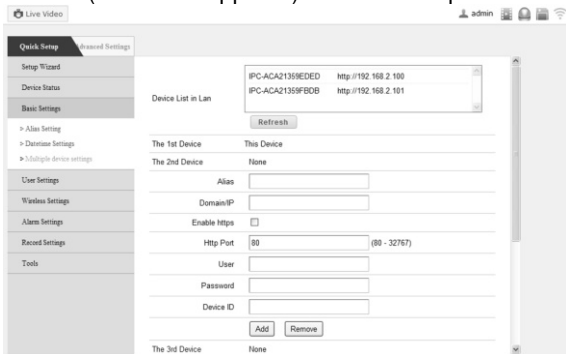 Live Video
admin
Quick Setup Advanced Settings
Setup Wizard
Device Status
Basic Settings
> Alias Setting
> Datetime Settings
> Multiple device settings
User Settings
Wireless Settings
Alarm Settings
Record Settings
Tools
Device List in Lan
IPC-ACA21359EDED http://192.168.2.100
IPC-ACA21359FBDB http://192.168.2.101
Refresh
The 1st Device This Device
The 2nd Device None
Alias
Domain/IP
Enable https
Http Port 80 (80 - 32767)
User
Password
Device ID
Add Remove
The 3rd Device None